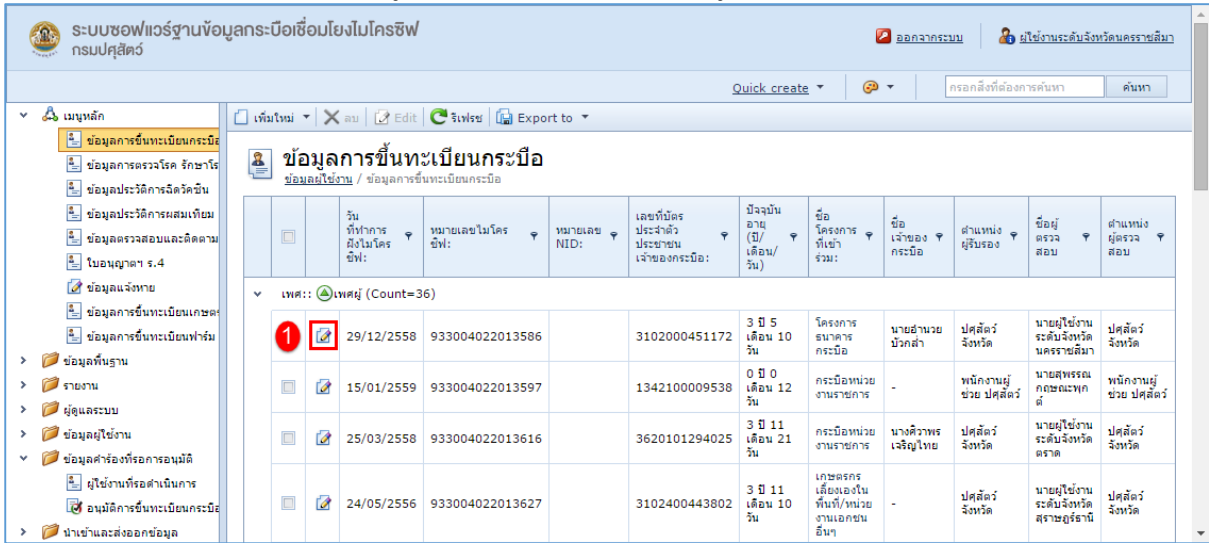 ระบบซอฟแวร์ฐานข้อมูลกระบือเชื่อมโยงไมโครชิฟ
กรมปศุสัตว์
ออกจากระบบ
ผู้ใช้งานระดับจังหวัดนครราชสีมา
Quick create
กรอกสิ่งที่ต้องการค้นหา
ค้นหา
เมนูหลัก
ข้อมูลการขึ้นทะเบียนกระบือ
ข้อมูลการตรวจโรค รักษาโร
ข้อมูลประวัติการฉีดวัคซีน
ข้อมูลประวัติการผสมเทียม
ข้อมูลตรวจสอบและติดตาม
ใบอนุญาตฯ ร.4
ข้อมูลแจ้งหาย
ข้อมูลการขึ้นทะเบียนเกษตร
ข้อมูลการขึ้นทะเบียนฟาร์ม
ข้อมูลพื้นฐาน
รายงาน
ผู้ดูแลระบบ
ข้อมูลผู้ใช้งาน
ข้อมูลคำร้องที่รอการอนุมัติ
ผู้ใช้งานที่รอดำเนินการ
อนุมัติการขึ้นทะเบียนกระบือ
นำเข้าและส่งออกข้อมูล
เพิ่มใหม่ ลบ Edit รีเฟรช Export to
ข้อมูลการขึ้นทะเบียนกระบือ
ข้อมูลผู้ใช้งาน / ข้อมูลการขึ้นทะเบียนกระบือ
วัน
ที่ทำการ
ฝังไมโคร
ชิฟ:
หมายเลขไมโคร
ชิฟ:
หมายเลข
NID:
เลขที่บัตร
ประจำตัว
ประชาชน
เจ้าของกระบือ:
ปัจจุบัน
อายุ
(ปี/
เดือน/
วัน)
ชื่อ
โครงการ
ที่เข้า
ร่วม:
ชื่อ
เจ้าของ
กระบือ
ตำแหน่ง
ผู้รับรอง
ชื่อผู้
ตรวจ
สอบ
ตำแหน่ง
ผู้ตรวจ
สอบ
เพศ:: เพศผู้ (Count=36)
1
29/12/2558
933004022013586
3102000451172
3 ปี 5
เดือน 10
วัน
โครงการ
ธนาคาร
กระบือ
นายอำนวย
บัวกล่ำ
ปศุสัตว์
จังหวัด
นายผู้ใช้งาน
ระดับจังหวัด
นครราชสีมา
ปศุสัตว์
จังหวัด
15/01/2559
933004022013597
1342100009538
0 ปี 0
เดือน 12
วัน
กระบือหน่วย
งานราชการ
-
พนักงานผู้
ช่วย ปศุสัตว์
นายสุพรรณ
กฤษณะพุก
ต์
พนักงานผู้
ช่วย ปศุสัตว์
25/03/2558
933004022013616
3620101294025
3 ปี 11
เดือน 21
วัน
กระบือหน่วย
งานราชการ
นางศิวาพร
เจริญไทย
ปศุสัตว์
จังหวัด
นายผู้ใช้งาน
ระดับจังหวัด
ตราด
ปศุสัตว์
จังหวัด
24/05/2556
933004022013627
3102400443802
3 ปี 11
เดือน 10
วัน
เกษตรกร
เลี้ยงเองใน
พื้นที่/หน่วย
งานเอกชน
อื่นๆ
-
ปศุสัตว์
จังหวัด
นายผู้ใช้งาน
ระดับจังหวัด
สุราษฎร์ธานี
ปศุสัตว์
จังหวัด